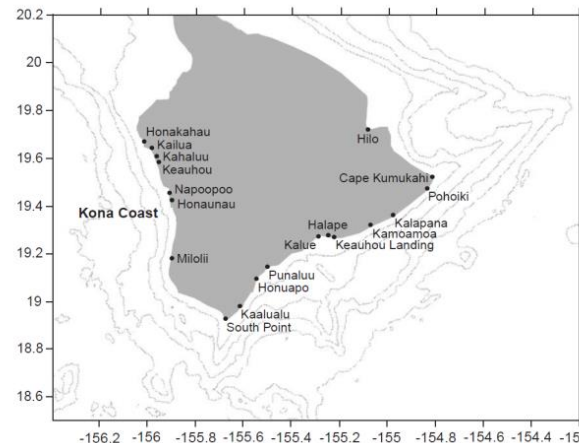 20.2
20
19.8
19.6
19.4
19.2
19
18.8
18.6
Honakahau
Kailua
Kahaluu
Keauhou
Napoopoo
Honaunau
Kona Coast
Milolii
Hilo
Cape Kumukahi
Pohoiki
Kalapana
Kamoamoa
Halape
Keauhou Landing
Kalue
Punaluu
Honuapo
Kaalualu
South Point
-156.2 -156 -155.8 -155.6 -155.4 -155.2 -155 -154.8 -154.6 -154.4 -154.2